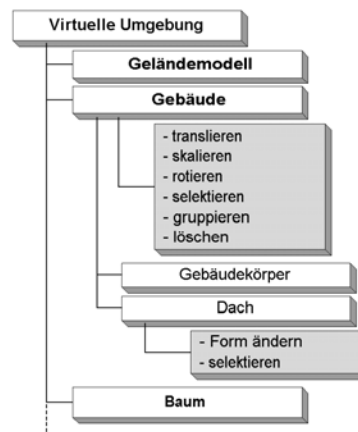 Virtuelle Umgebung
Geländemodell
Gebäude
- translieren
- skalieren
- rotieren
- selektieren
- gruppieren
- löschen
Gebäudekörper
Dach
- Form ändern
- selektieren
Baum